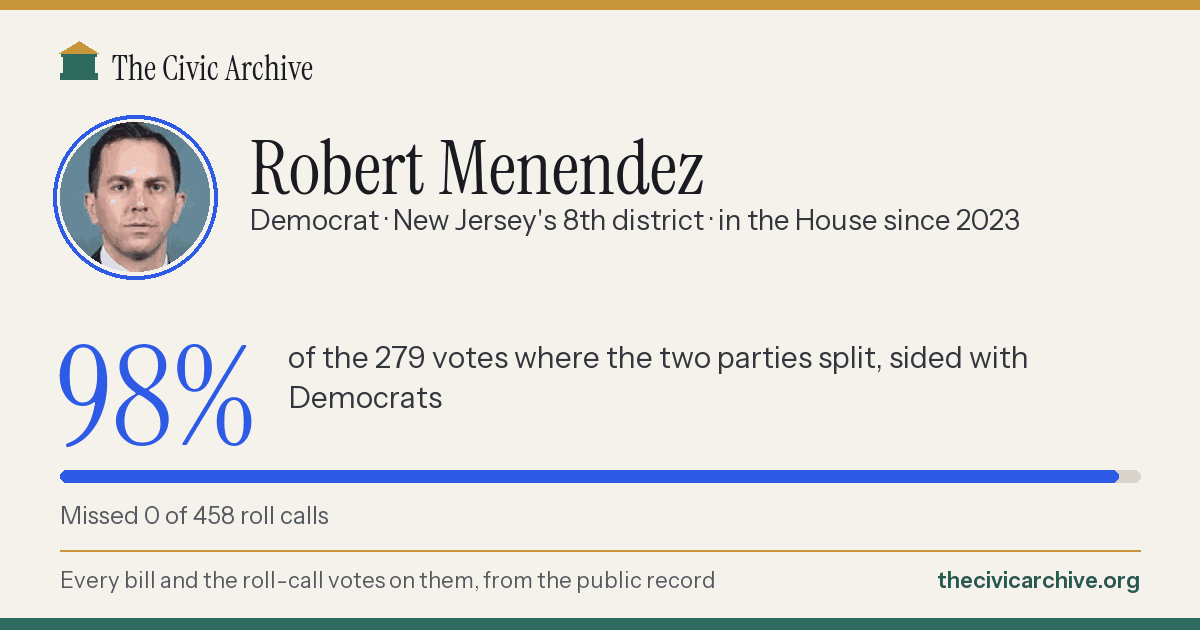 The Civic Archive
Robert Menendez
Democrat · New Jersey's 8th district · in the House since 2023
98%
of the 279 votes where the two parties split, sided with
Democrats
Missed 0 of 458 roll calls
Every bill and the roll-call votes on them, from the public record
thecivicarchive.org